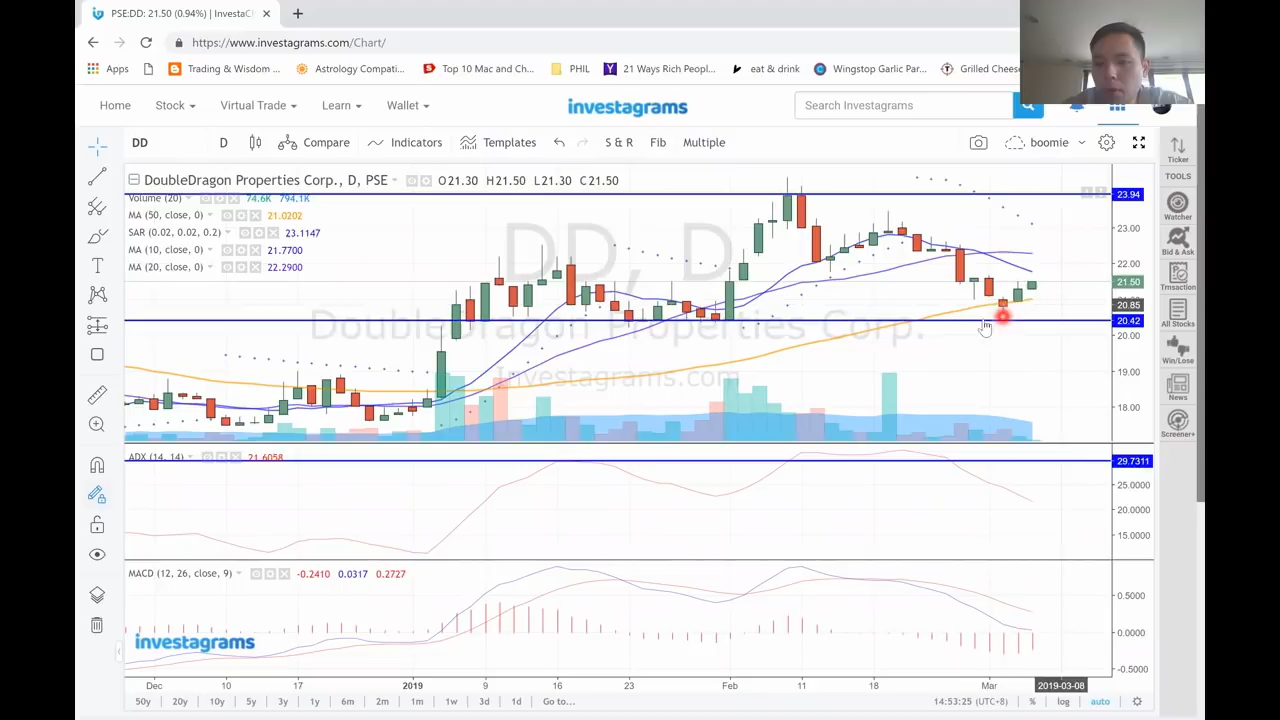 PSE:DD: 21.50 (0.94%) | InvestaCh
https://www.investagrams.com/Chart/
Apps Trading & Wisdom ... Astrology Compati... Top 10 Mac and Ch... PHIL 21 Ways Rich Peopl... eat & drink Wingstop Garlic Par... Grilled Cheese
Home Stock Virtual Trade Learn Wallet investagrams Search Investagrams
DD D Compare Indicators Templates S & R Fib Multiple boomie
Ticker
TOOLS
Watcher
Bid & Ask
Trnsaction
All Stocks
Win/Lose
News
Screener+
DoubleDragon Properties Corp., D, PSE O21.30 H21.50 L21.30 C21.50
Volume (20) 74.6K 794.1K
MA (50, close, 0) 21.0202
SAR (0.02, 0.02, 0.2) 23.1147
MA (10, close, 0) 21.7700
MA (20, close, 0) 22.2900
DD, D
DoubleDragon Properties Corp.
Investagrams.com
23.94
23.00
22.00
21.50
20.85
20.42
20.00
19.00
18.00
ADX (14, 14) 21.6058
29.7311
25.0000
20.0000
15.0000
MACD (12, 26, close, 9) -0.2410 0.0317 0.2727
0.5000
0.0000
-0.5000
investagrams
Dec 10 17 2019 9 16 23 Feb 11 18 Mar 2019-03-08
50y 20y 10y 5y 3y 1y 6m 2m 1m 1w 3d 1d Go to... 14:53:25 (UTC+8) % log auto